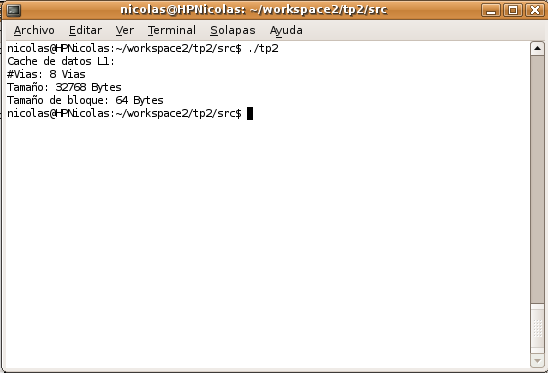 nicolas@HPNicolas: ~/workspace2/tp2/src
Archivo Editar Ver Terminal Solapas Ayuda
nicolas@HPNicolas:~/workspace2/tp2/src$ ./tp2
Cache de datos L1:
#Vias: 8 Vias
Tamaño: 32768 Bytes
Tamaño de bloque: 64 Bytes
nicolas@HPNicolas:~/workspace2/tp2/src$